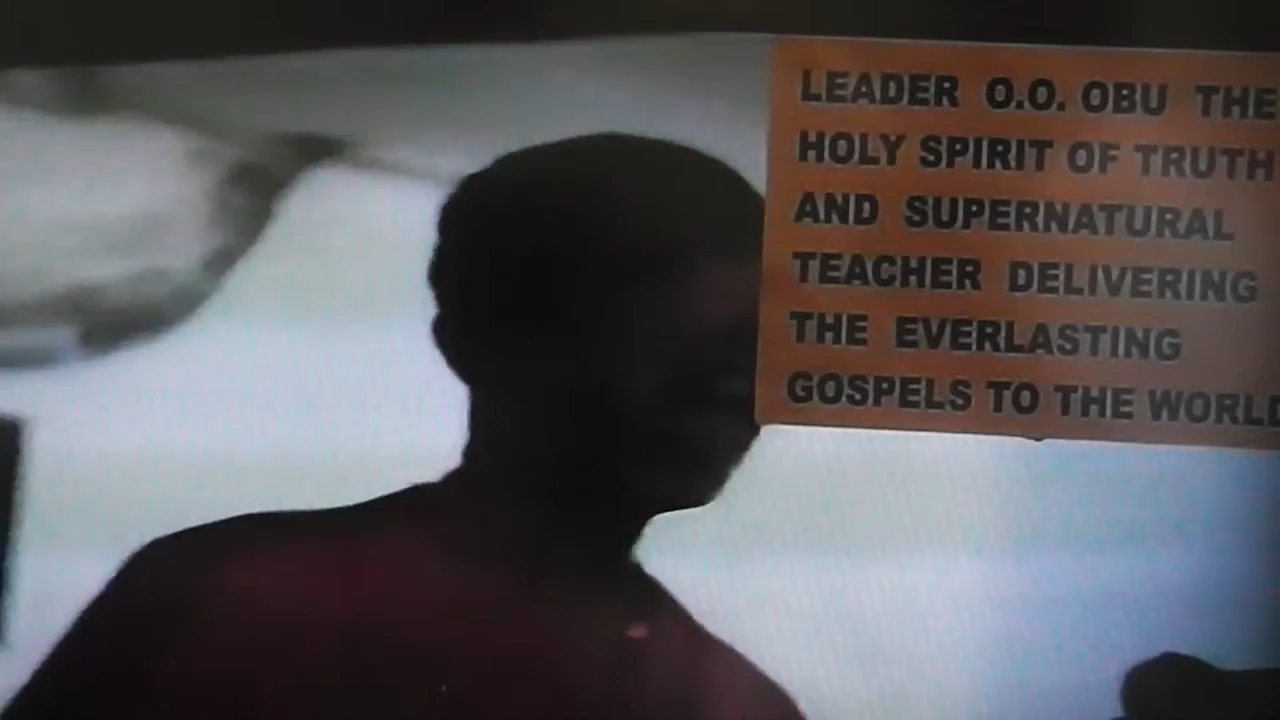 LEADER O.O. OBU THE
HOLY SPIRIT OF TRUTH
AND SUPERNATURAL
TEACHER DELIVERING
THE EVERLASTING
GOSPELS TO THE WORLD